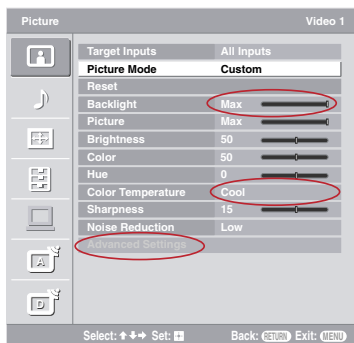 Picture Video 1
Target Inputs All Inputs
Picture Mode Custom
Reset
Backlight Max
Picture Max
Brightness 50
Color 50
Hue 0
Color Temperature Cool
Sharpness 15
Noise Reduction Low
Advanced Settings
A
D
Select: Set: Back: RETURN Exit: MENU